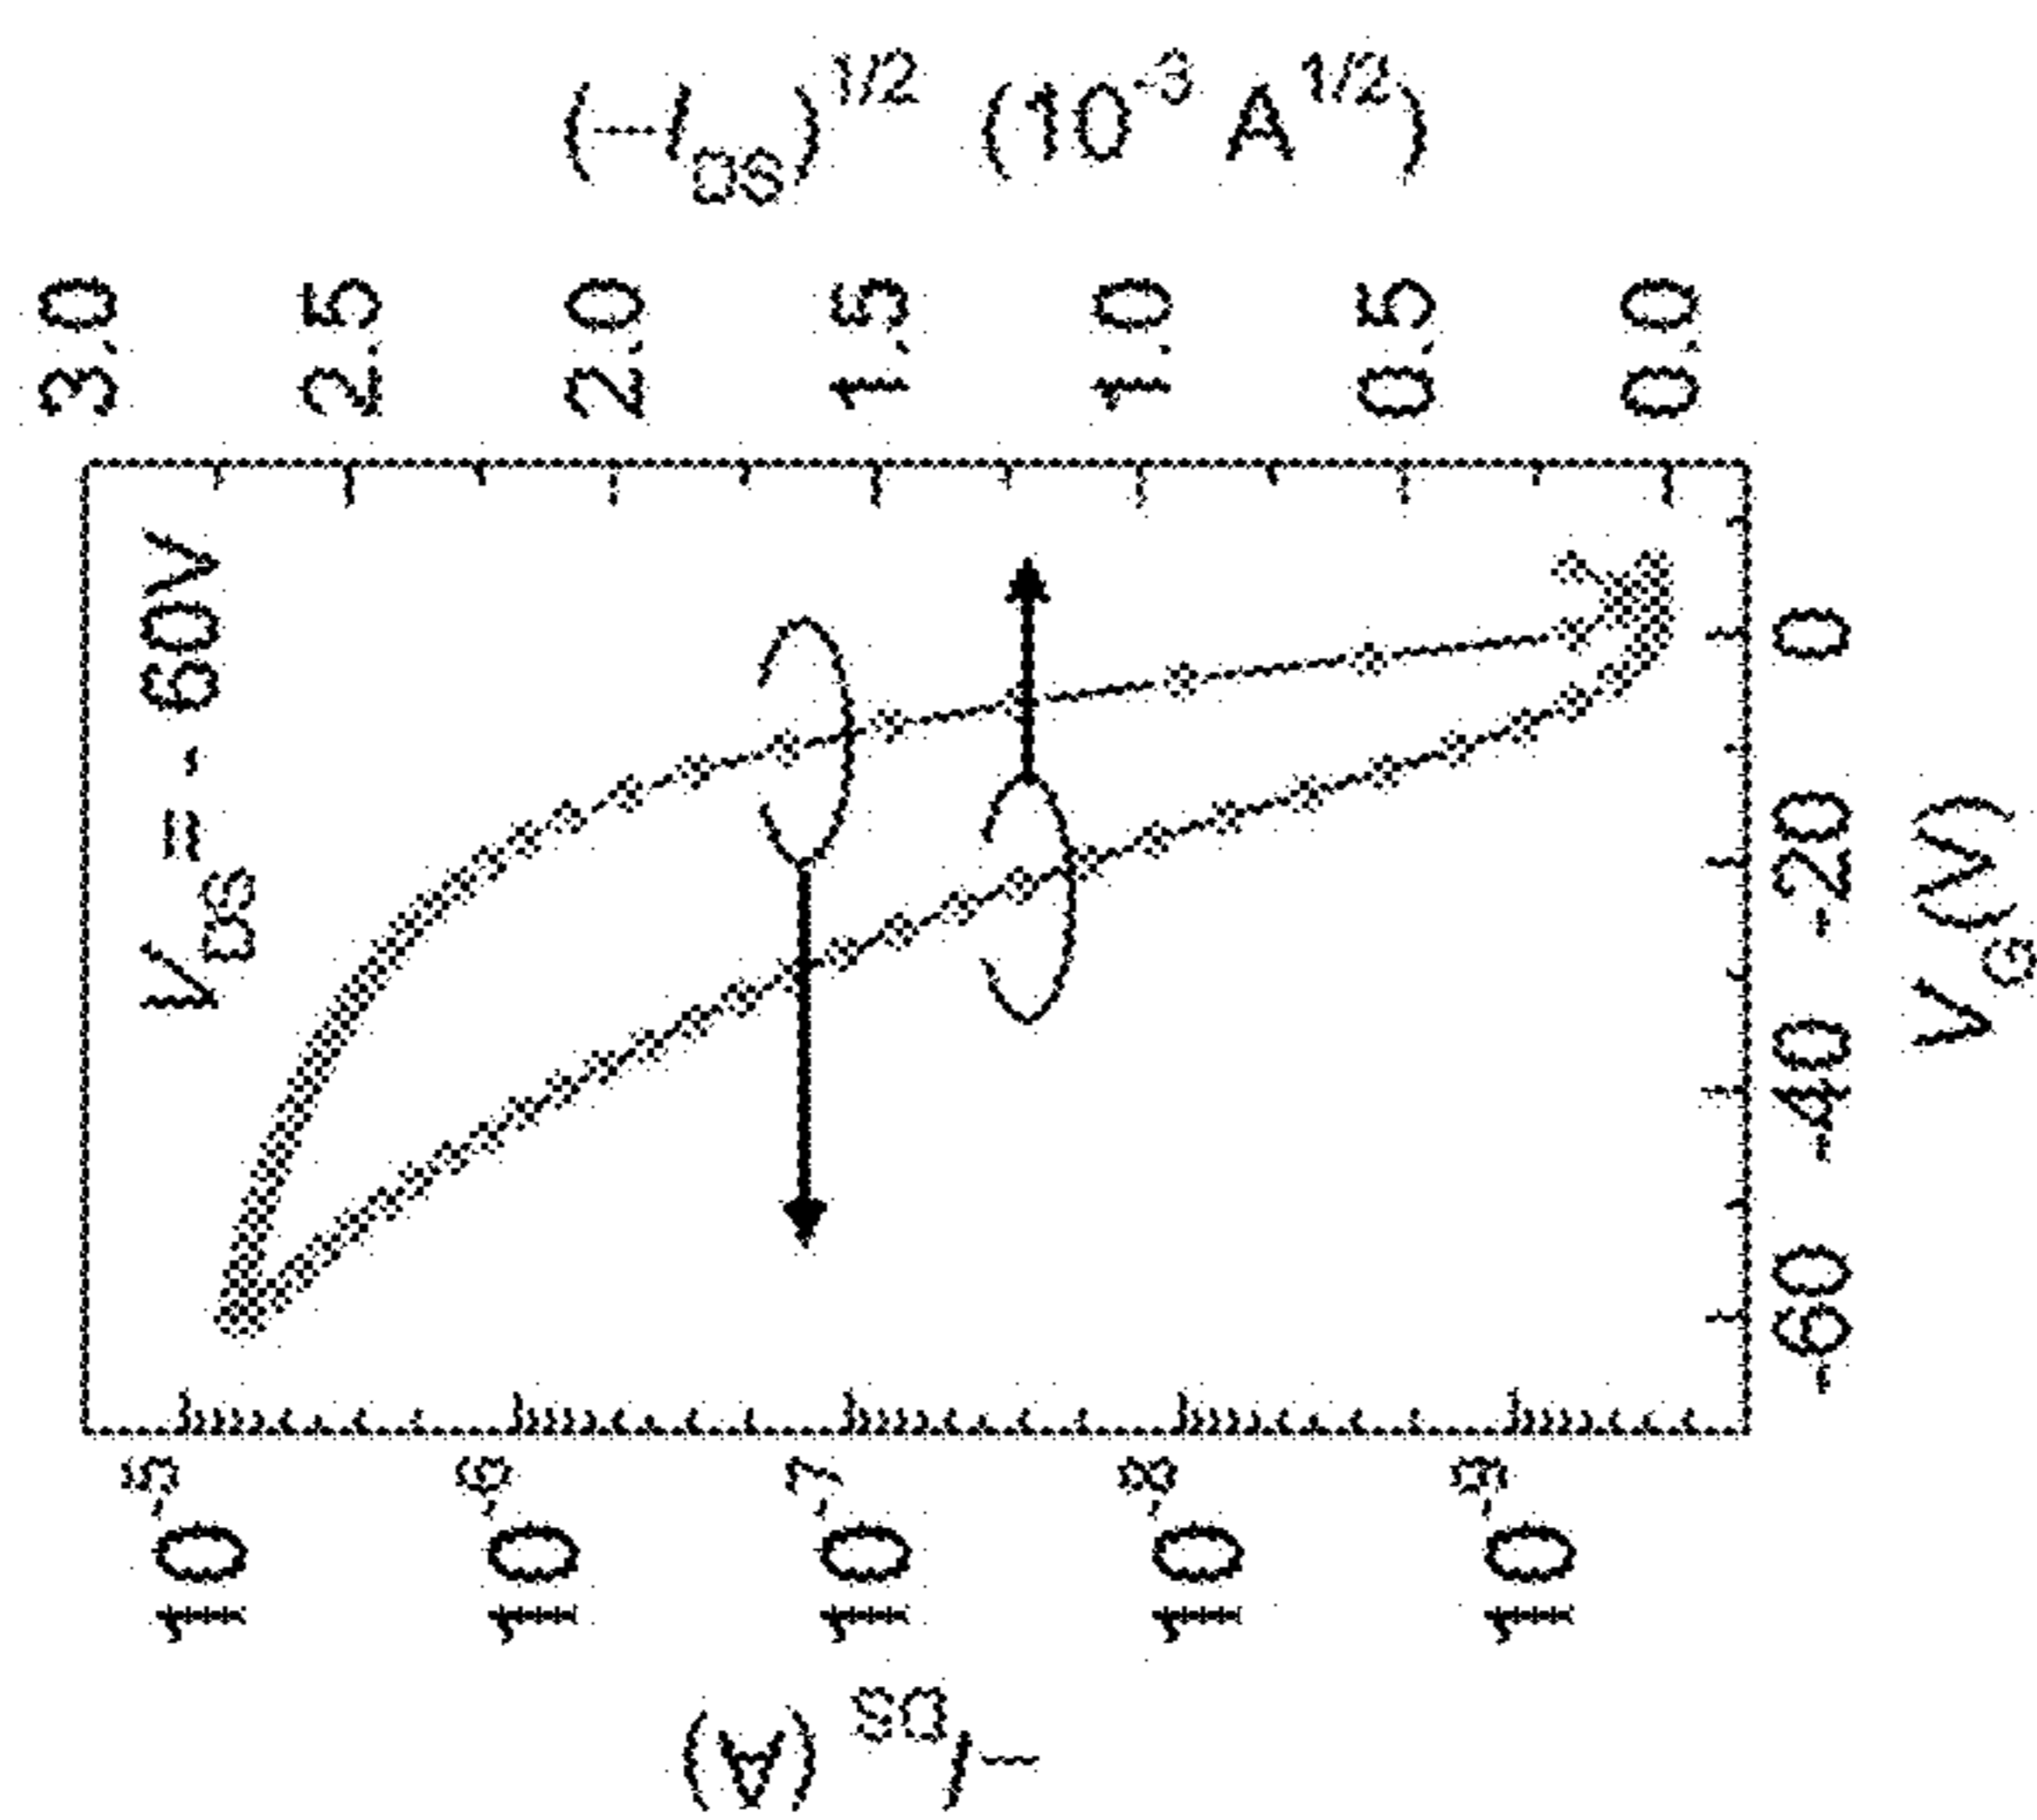 V_DS = - 60V
10^-5
10^-6
10^-7
10^-8
10^-9
-I_DS (A)
3.0
2.5
2.0
1.5
1.0
0.5
0.0
(-I_DS)^1/2 (10^-3 A^1/2)
-60 -40 -20 0
V_G (V)